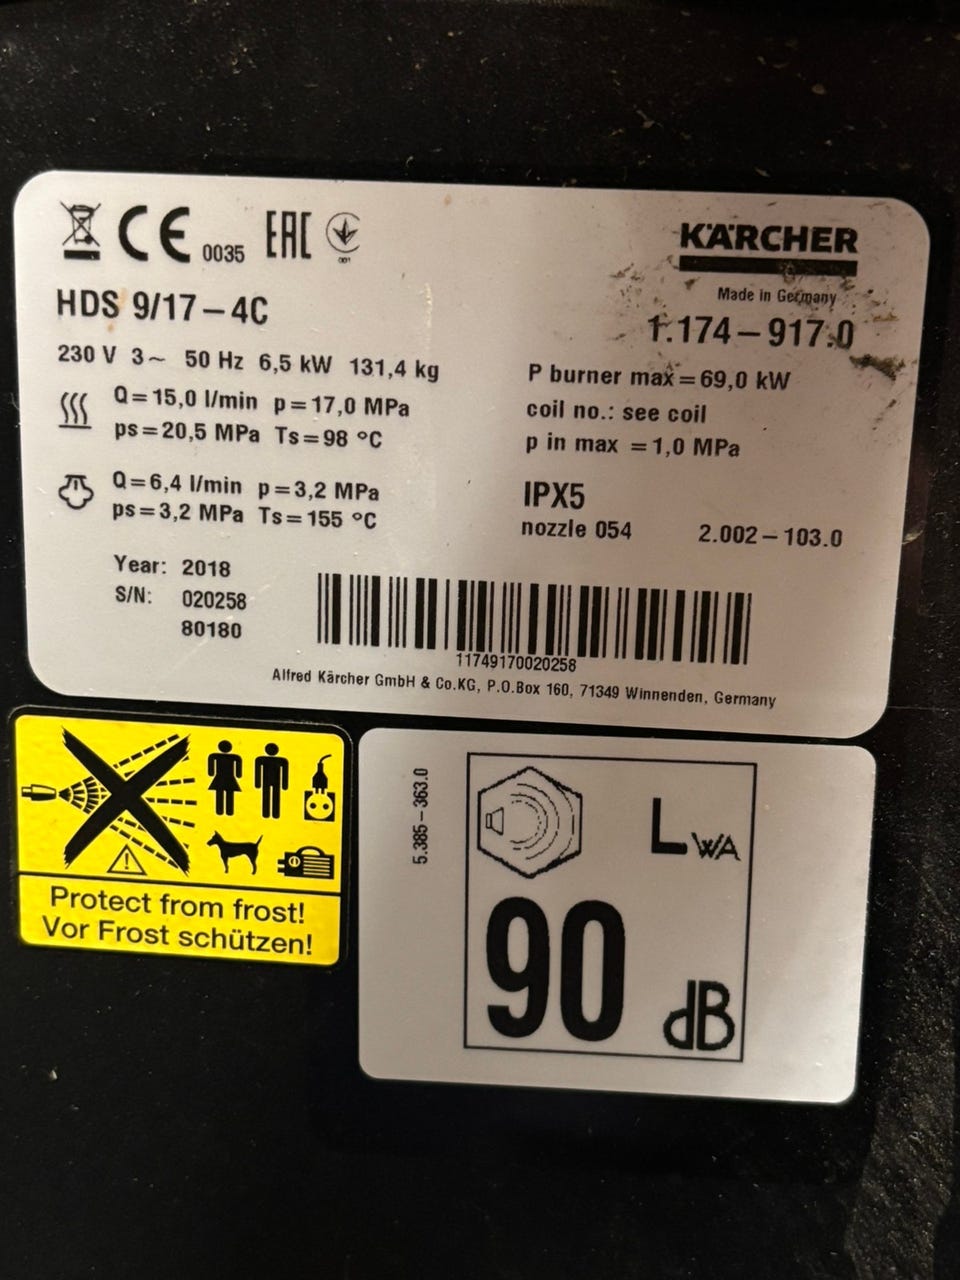 CE 0035 EAC 001
KÄRCHER
Made in Germany
HDS 9/17-4C
1.174-917.0
230 V 3~ 50 Hz 6,5 kW 131,4 kg
P burner max=69,0 kW
Q=15,0 l/min p=17,0 MPa
coil no.: see coil
ps=20,5 MPa Ts=98 °C
p in max =1,0 MPa
Q=6,4 l/min p=3,2 MPa
IPX5
ps=3,2 MPa Ts=155 °C
nozzle 054 2.002-103.0
Year: 2018
S/N: 020258
80180
11749170020258
Alfred Kärcher GmbH & Co.KG, P.O.Box 160, 71349 Winnenden, Germany
Protect from frost!
Vor Frost schützen!
5.385-363.0
LWA
90
dB